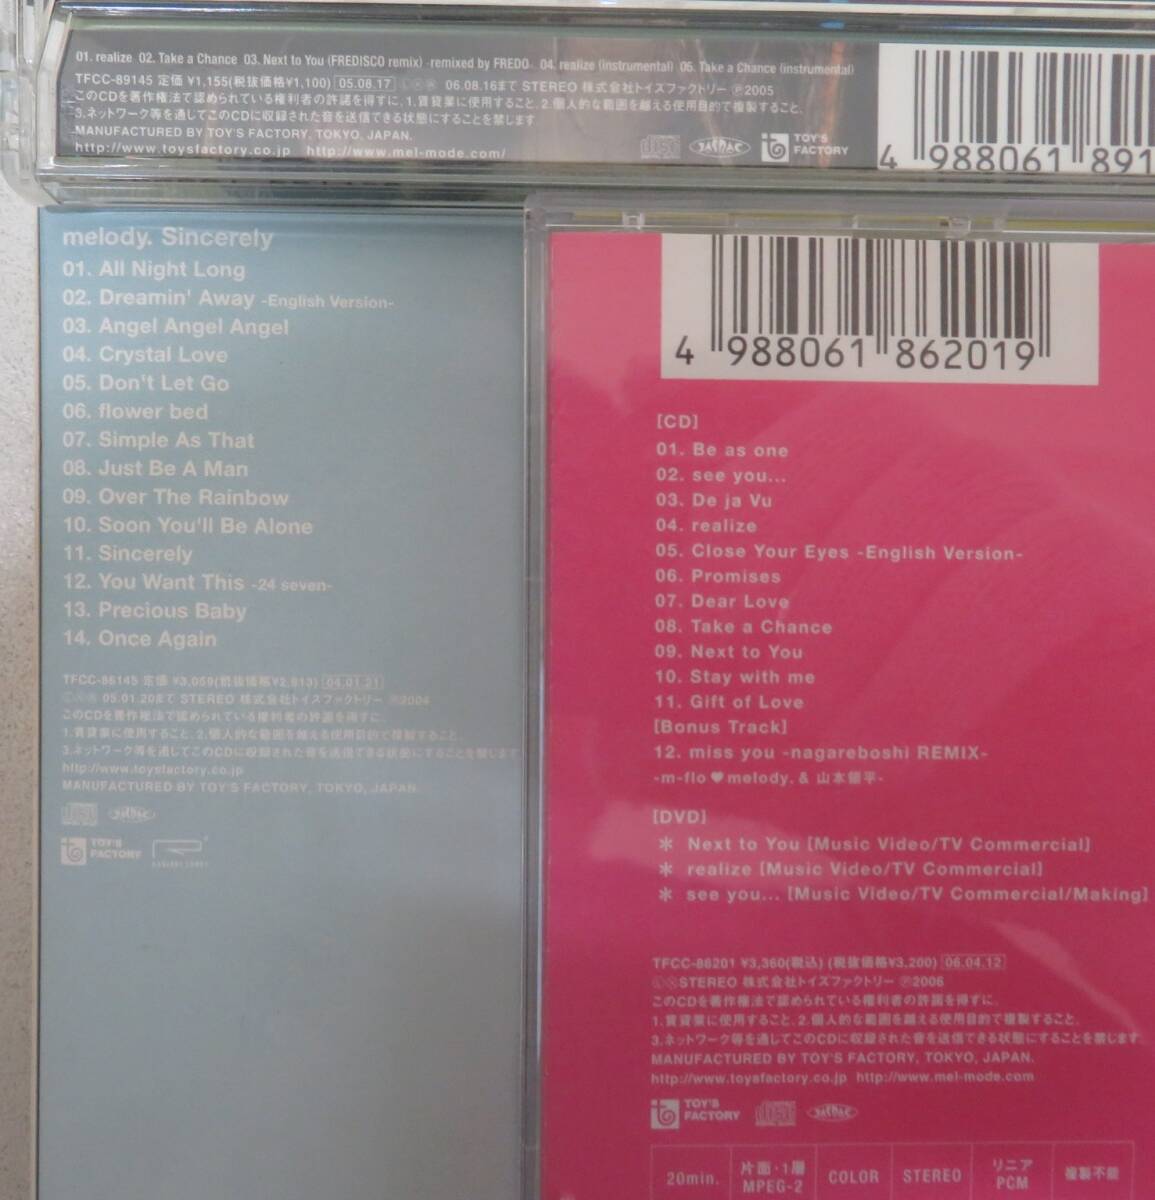 01. realize 02. Take a Chance 03. Next to You (FREDISCO remix) -remixed by FREDO- 04. realize (instrumental) 05. Take a Chance (instrumental)
TFCC-89145 定価 ¥1,155(税抜価格¥1,100) 05.08.17 06.08.16まで STEREO 株式会社トイズファクトリー Ⓟ2005
このCDを著作権法で認められている権利者の許諾を得ずに、1.賃貸業に使用すること、2.個人的な範囲を越える使用目的で複製すること、
3.ネットワーク等を通してこのCDに収録された音を送信できる状態にすることを禁じます。
MANUFACTURED BY TOY'S FACTORY, TOKYO, JAPAN.
http://www.toysfactory.co.jp http://www.mel-mode.com/
JASRAC
TOY'S
FACTORY
4 988061 891
melody. Sincerely
01. All Night Long
02. Dreamin' Away -English Version-
03. Angel Angel Angel
04. Crystal Love
05. Don't Let Go
06. flower bed
07. Simple As That
08. Just Be A Man
09. Over The Rainbow
10. Soon You'll Be Alone
11. Sincerely
12. You Want This -24 seven-
13. Precious Baby
14. Once Again
TFCC-86145 定価 ¥3,059(税抜価格¥2,913) 04.01.21
05.01.20まで STEREO 株式会社トイズファクトリー Ⓟ2004
このCDを著作権法で認められている権利者の許諾を得ずに、
1.賃貸業に使用すること、2.個人的な範囲を越える使用目的で複製すること、
3.ネットワーク等を通してこのCDに収録された音を送信できる状態にすることを禁じます
http://www.toysfactory.co.jp
MANUFACTURED BY TOY'S FACTORY, TOKYO, JAPAN.
JASRAC
TOY'S
FACTORY
4 988061 862019
[CD]
01. Be as one
02. see you...
03. De ja Vu
04. realize
05. Close Your Eyes -English Version-
06. Promises
07. Dear Love
08. Take a Chance
09. Next to You
10. Stay with me
11. Gift of Love
[Bonus Track]
12. miss you -nagareboshi REMIX-
-m-flo♥melody. & 山本領平-
[DVD]
＊ Next to You [Music Video/TV Commercial]
＊ realize [Music Video/TV Commercial]
＊ see you... [Music Video/TV Commercial/Making]
TFCC-86201 ¥3,360(税込) (税抜価格¥3,200) 06.04.12
STEREO 株式会社トイズファクトリー Ⓟ2006
このCDを著作権法で認められている権利者の許諾を得ずに、
1.賃貸業に使用すること、2.個人的な範囲を越える使用目的で複製すること、
3.ネットワーク等を通してこのCDに収録された音を送信できる状態にすることを禁じます。
MANUFACTURED BY TOY'S FACTORY, TOKYO, JAPAN.
http://www.toysfactory.co.jp http://www.mel-mode.com
TOY'S
FACTORY
JASRAC
20min.
片面・1層
MPEG-2
COLOR
STEREO
リニア
PCM
複製不能